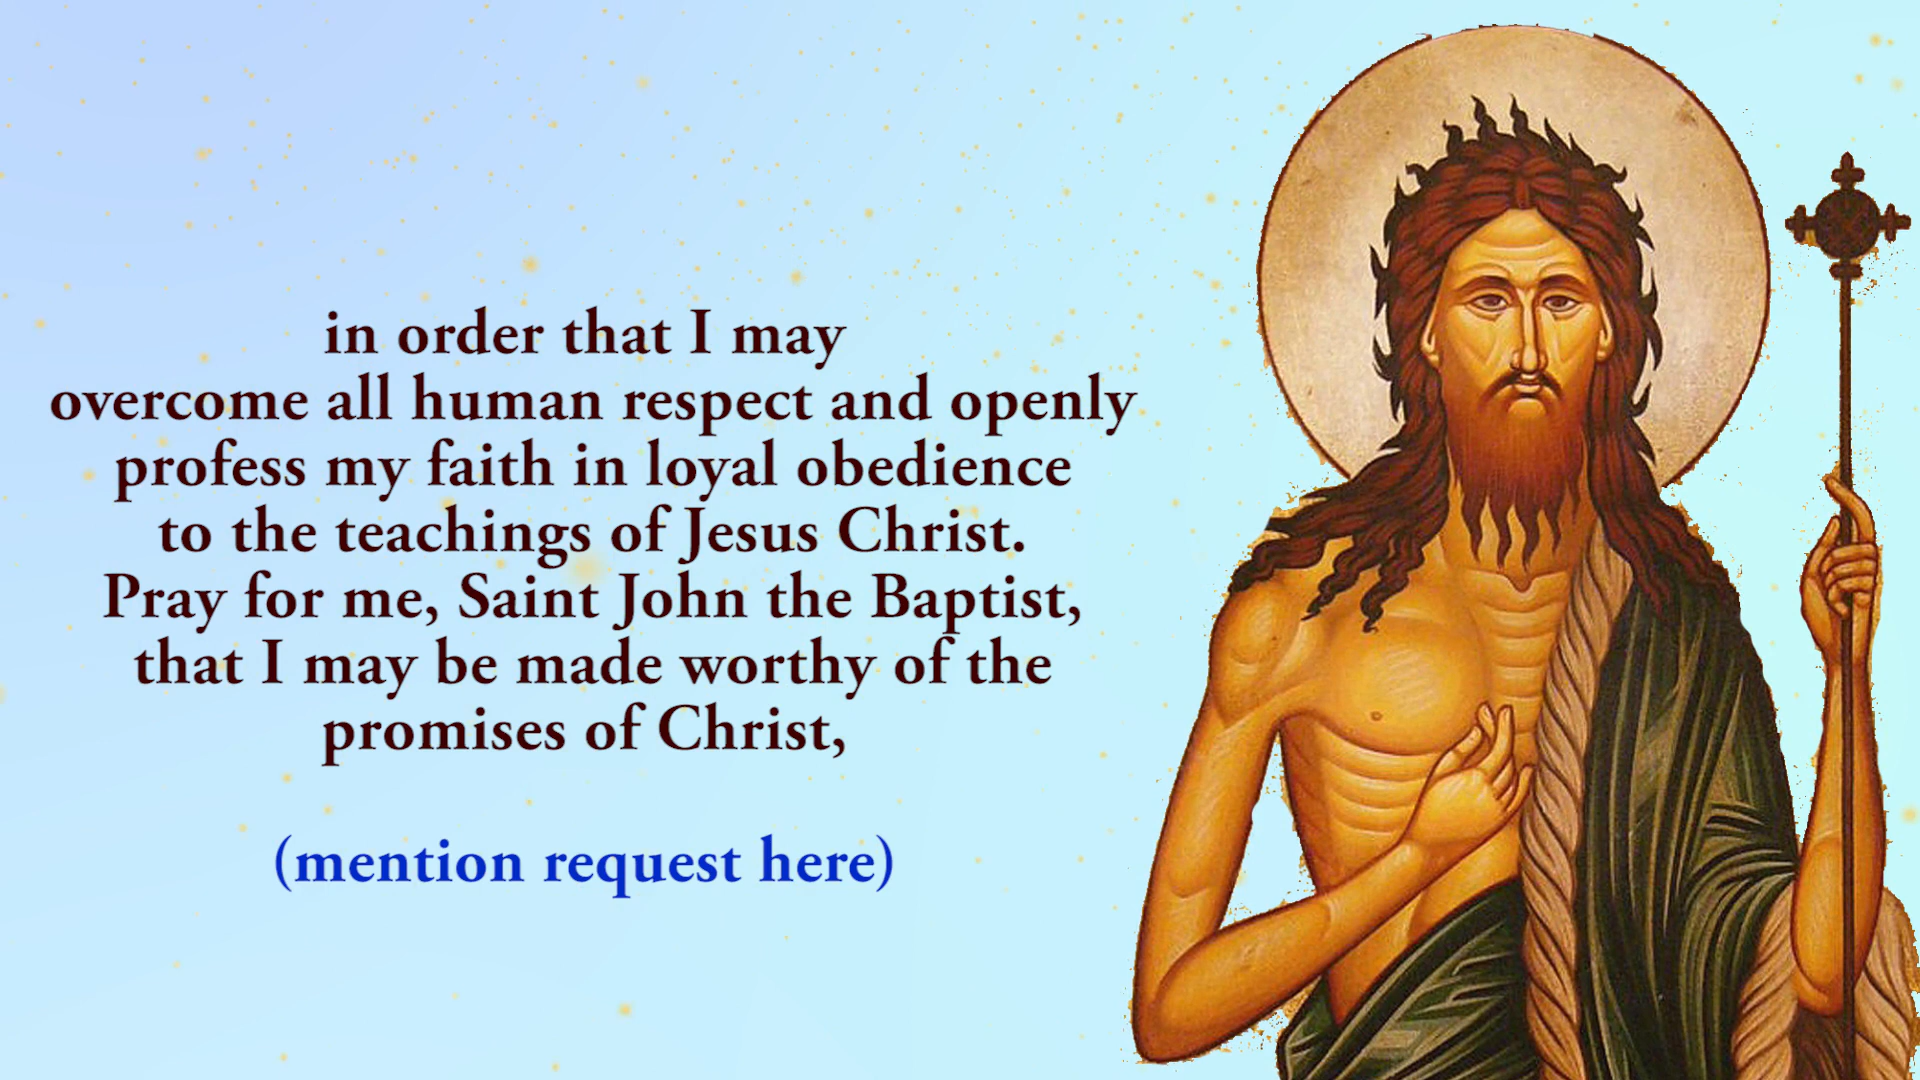 in order that I may
overcome all human respect and openly
profess my faith in loyal obedience
to the teachings of Jesus Christ.
Pray for me, Saint John the Baptist,
that I may be made worthy of the
promises of Christ,
(mention request here)